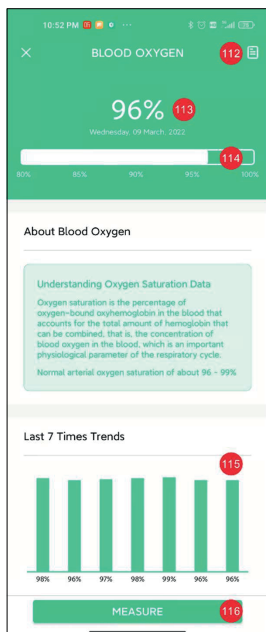 10:52 PM
BLOOD OXYGEN
112
96%
113
Wednesday, 09 March, 2022
114
80% 85% 90% 95% 100%
About Blood Oxygen
Understanding Oxygen Saturation Data
Oxygen saturation is the percentage of
oxygen-bound oxyhemoglobin in the blood that
accounts for the total amount of hemoglobin that
can be combined, that is, the concentration of
blood oxygen in the blood, which is an important
physiological parameter of the respiratory cycle.
Normal arterial oxygen saturation of about 96 - 99%
Last 7 Times Trends
115
98% 96% 97% 98% 99% 96% 96%
MEASURE
116